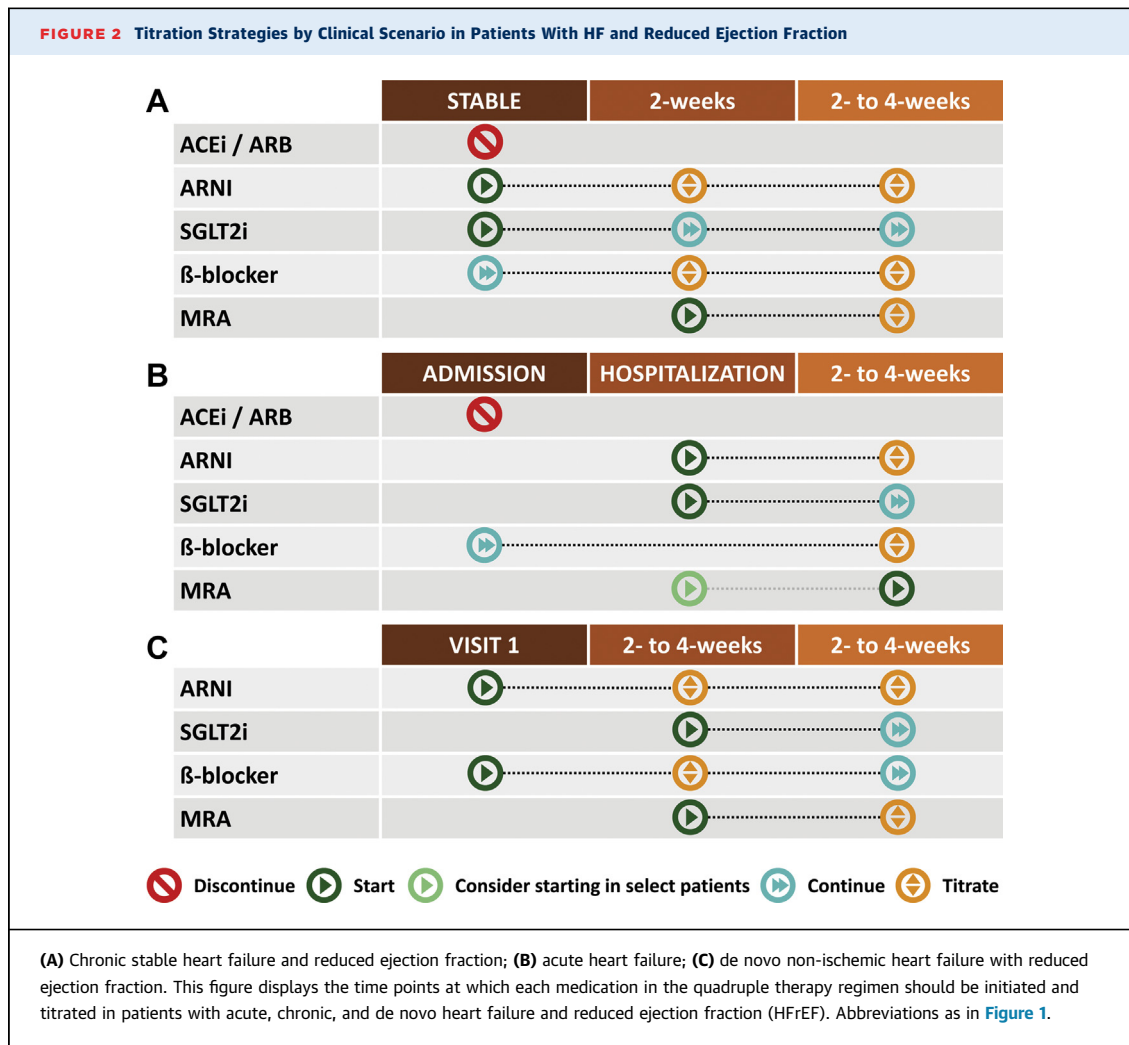 FIGURE 2 Titration Strategies by Clinical Scenario in Patients With HF and Reduced Ejection Fraction
A STABLE 2-weeks 2- to 4-weeks
ACEi / ARB
ARNI
SGLT2i
ß-blocker
MRA
B ADMISSION HOSPITALIZATION 2- to 4-weeks
ACEi / ARB
ARNI
SGLT2i
ß-blocker
MRA
C VISIT 1 2- to 4-weeks 2- to 4-weeks
ARNI
SGLT2i
ß-blocker
MRA
Discontinue Start Consider starting in select patients Continue Titrate
(A) Chronic stable heart failure and reduced ejection fraction; (B) acute heart failure; (C) de novo non-ischemic heart failure with reduced
ejection fraction. This figure displays the time points at which each medication in the quadruple therapy regimen should be initiated and
titrated in patients with acute, chronic, and de novo heart failure and reduced ejection fraction (HFrEF). Abbreviations as in Figure 1.